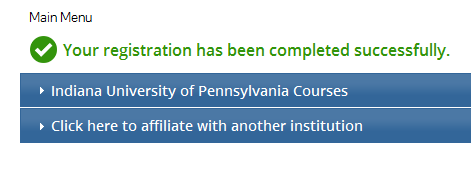 Main Menu
Your registration has been completed successfully.
Indiana University of Pennsylvania Courses
Click here to affiliate with another institution